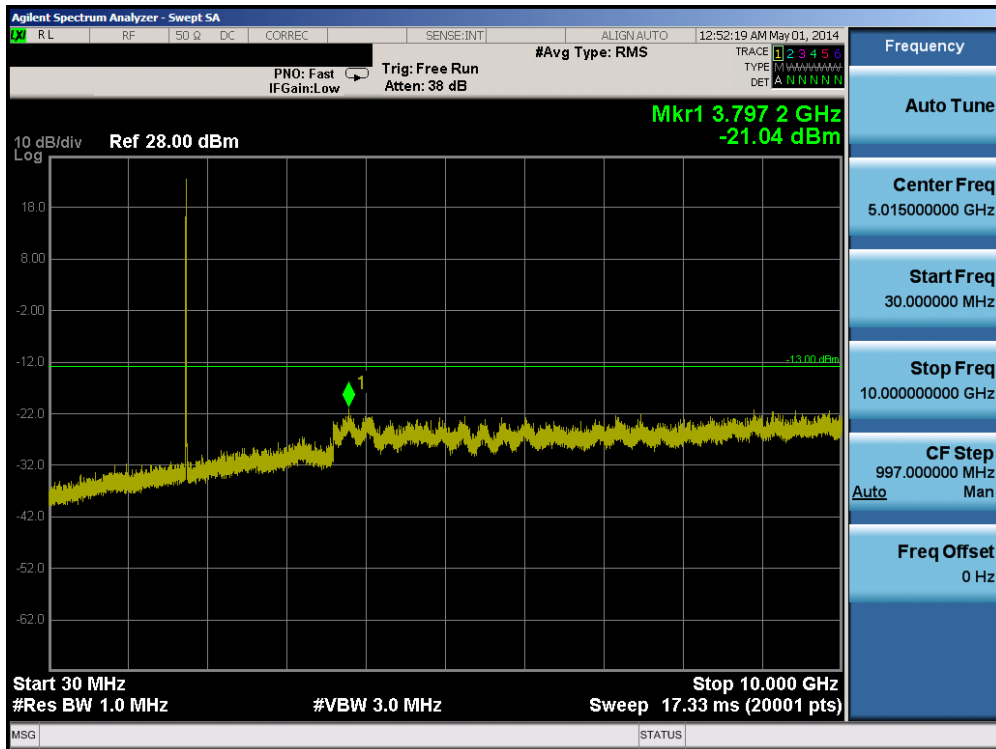 Agilent Spectrum Analyzer - Swept SA
LXI RL RF 50 Ω DC CORREC SENSE:INT ALIGN AUTO 12:52:19 AM May 01, 2014
#Avg Type: RMS TRACE 1 2 3 4 5 6
PNO: Fast Trig: Free Run TYPE M WWWWW
IFGain:Low Atten: 38 dB DET A N N N N N
Mkr1 3.797 2 GHz
-21.04 dBm
10 dB/div Ref 28.00 dBm
Log
18.0
8.00
-2.00
-12.0
-13.00 dBm
1
-22.0
-32.0
-42.0
-52.0
-62.0
Start 30 MHz Stop 10.000 GHz
#Res BW 1.0 MHz #VBW 3.0 MHz Sweep 17.33 ms (20001 pts)
MSG STATUS
Frequency
Auto Tune
Center Freq
5.015000000 GHz
Start Freq
30.000000 MHz
Stop Freq
10.000000000 GHz
CF Step
997.000000 MHz
Auto Man
Freq Offset
0 Hz